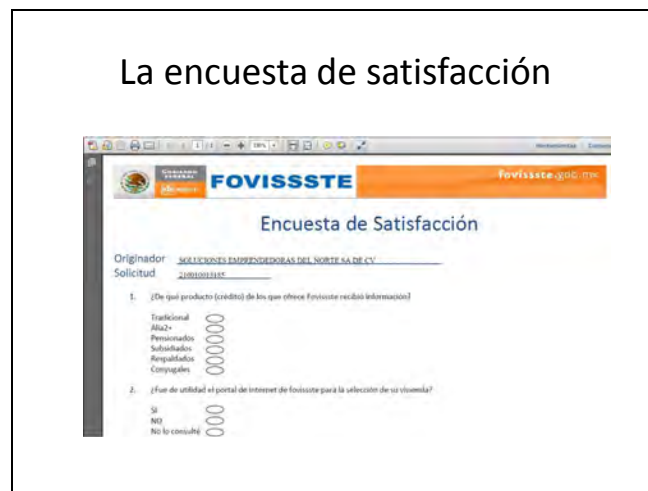 La encuesta de satisfacción
Herramientas
GOBIERNO
FEDERAL
FOVISSSTE
fovissste.gob.mx
Encuesta de Satisfacción
Originador SOLUCIONES EMPRENDEDORAS DEL NORTE SA DE CV
Solicitud
1. ¿De qué producto (crédito) de los que ofrece Fovissste recibió información?
Tradicional
Alia2+
Pensionados
Subsidiados
Respaldados
Conyugales
2. ¿Fue de utilidad el portal de internet de fovissste para la selección de su vivienda?
SI
NO
No lo consulté